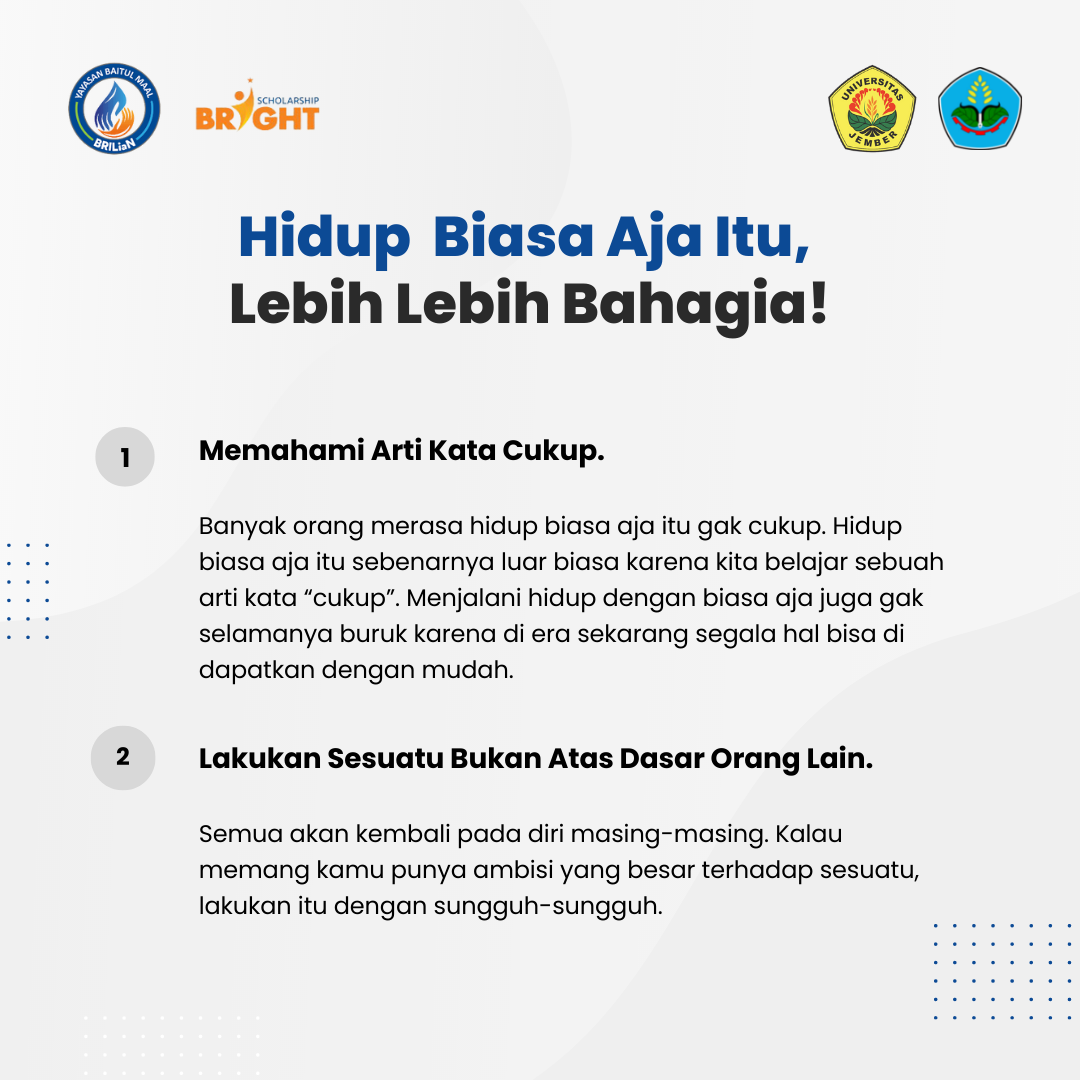 YAYASAN BAITUL MAAL
BRILiaN
SCHOLARSHIP
BRIGHT
UNIVERSITAS
JEMBER
Hidup  Biasa Aja Itu,
Lebih Lebih Bahagia!
1
Memahami Arti Kata Cukup.
Banyak orang merasa hidup biasa aja itu gak cukup. Hidup
biasa aja itu sebenarnya luar biasa karena kita belajar sebuah
arti kata “cukup”. Menjalani hidup dengan biasa aja juga gak
selamanya buruk karena di era sekarang segala hal bisa di
dapatkan dengan mudah.
2
Lakukan Sesuatu Bukan Atas Dasar Orang Lain.
Semua akan kembali pada diri masing-masing. Kalau
memang kamu punya ambisi yang besar terhadap sesuatu,
lakukan itu dengan sungguh-sungguh.